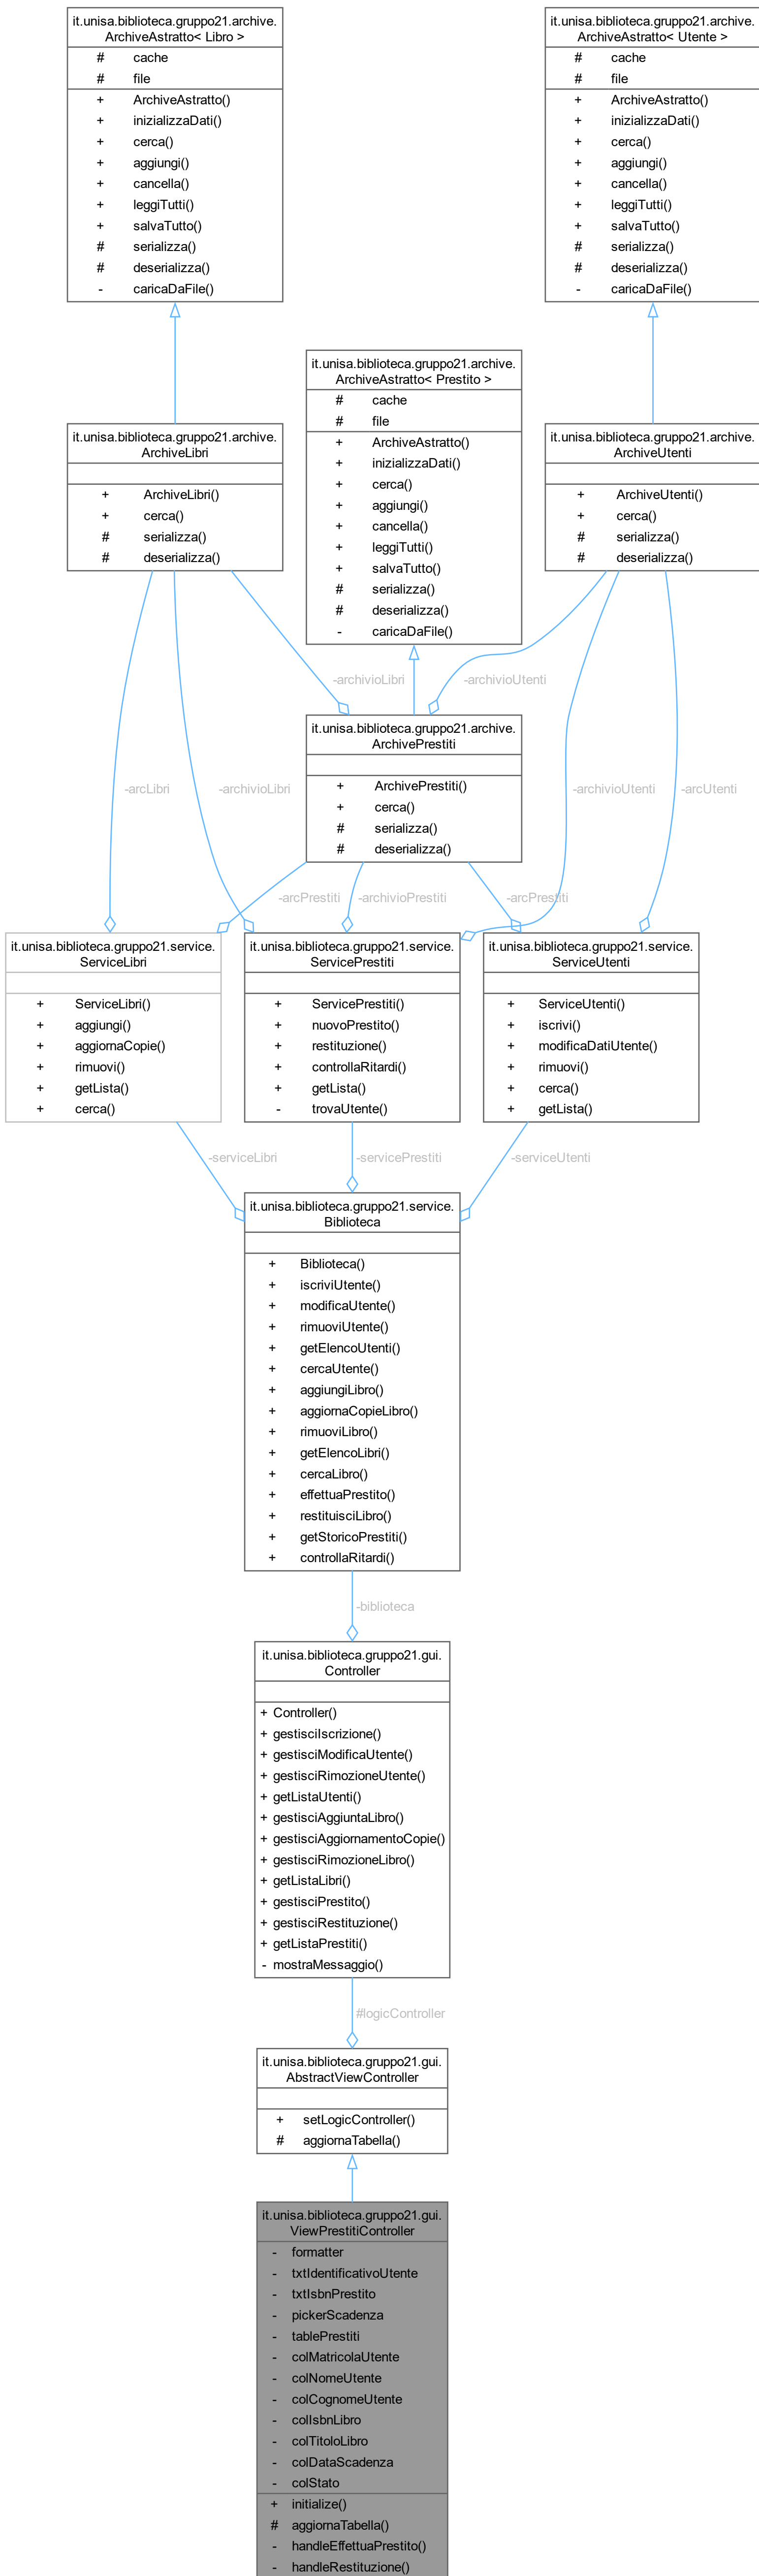 it.unisa.biblioteca.gruppo21.archive.
ArchiveAstratto< Libro >
# cache
# file
+ ArchiveAstratto()
+ inizializzaDati()
+ cerca()
+ aggiungi()
+ cancella()
+ leggiTutti()
+ salvaTutto()
# serializza()
# deserializza()
- caricaDaFile()
it.unisa.biblioteca.gruppo21.archive.
ArchiveAstratto< Utente >
# cache
# file
+ ArchiveAstratto()
+ inizializzaDati()
+ cerca()
+ aggiungi()
+ cancella()
+ leggiTutti()
+ salvaTutto()
# serializza()
# deserializza()
- caricaDaFile()
it.unisa.biblioteca.gruppo21.archive.
ArchiveAstratto< Prestito >
# cache
# file
+ ArchiveAstratto()
+ inizializzaDati()
+ cerca()
+ aggiungi()
+ cancella()
+ leggiTutti()
+ salvaTutto()
# serializza()
# deserializza()
- caricaDaFile()
it.unisa.biblioteca.gruppo21.archive.
ArchiveLibri
+ ArchiveLibri()
+ cerca()
# serializza()
# deserializza()
it.unisa.biblioteca.gruppo21.archive.
ArchiveUtenti
+ ArchiveUtenti()
+ cerca()
# serializza()
# deserializza()
-archivioLibri
-archivioUtenti
it.unisa.biblioteca.gruppo21.archive.
ArchivePrestiti
+ ArchivePrestiti()
+ cerca()
# serializza()
# deserializza()
-arcLibri
-archivioLibri
-archivioUtenti
-arcUtenti
-arcPrestiti
-archivioPrestiti
-arcPrestiti
it.unisa.biblioteca.gruppo21.service.
ServiceLibri
+ ServiceLibri()
+ aggiungi()
+ aggiornaCopie()
+ rimuovi()
+ getLista()
+ cerca()
it.unisa.biblioteca.gruppo21.service.
ServicePrestiti
+ ServicePrestiti()
+ nuovoPrestito()
+ restituzione()
+ controllaRitardi()
+ getLista()
- trovaUtente()
it.unisa.biblioteca.gruppo21.service.
ServiceUtenti
+ ServiceUtenti()
+ iscrivi()
+ modificaDatiUtente()
+ rimuovi()
+ cerca()
+ getLista()
-serviceLibri
-servicePrestiti
-serviceUtenti
it.unisa.biblioteca.gruppo21.service.
Biblioteca
+ Biblioteca()
+ iscriviUtente()
+ modificaUtente()
+ rimuoviUtente()
+ getElencoUtenti()
+ cercaUtente()
+ aggiungiLibro()
+ aggiornaCopieLibro()
+ rimuoviLibro()
+ getElencoLibri()
+ cercaLibro()
+ effettuaPrestito()
+ restituisciLibro()
+ getStoricoPrestiti()
+ controllaRitardi()
-biblioteca
it.unisa.biblioteca.gruppo21.gui.
Controller
+ Controller()
+ gestisciIscrizione()
+ gestisciModificaUtente()
+ gestisciRimozioneUtente()
+ getListaUtenti()
+ gestisciAggiuntaLibro()
+ gestisciAggiornamentoCopie()
+ gestisciRimozioneLibro()
+ getListaLibri()
+ gestisciPrestito()
+ gestisciRestituzione()
+ getListaPrestiti()
- mostraMessaggio()
#logicController
it.unisa.biblioteca.gruppo21.gui.
AbstractViewController
+ setLogicController()
# aggiornaTabella()
it.unisa.biblioteca.gruppo21.gui.
ViewPrestitiController
- formatter
- txtIdentificativoUtente
- txtIsbnPrestito
- pickerScadenza
- tablePrestiti
- colMatricolaUtente
- colNomeUtente
- colCognomeUtente
- colIsbnLibro
- colTitoloLibro
- colDataScadenza
- colStato
+ initialize()
# aggiornaTabella()
- handleEffettuaPrestito()
- handleRestituzione()